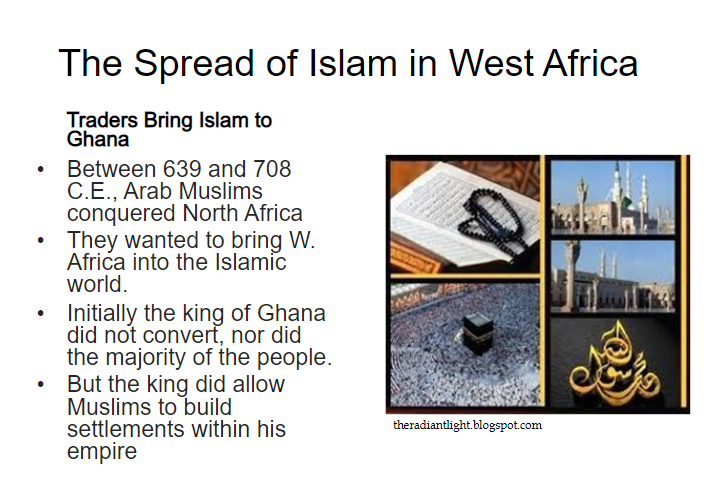 The Spread of Islam in West Africa
Traders Bring Islam to
Ghana
• Between 639 and 708
C.E., Arab Muslims
conquered North Africa
• They wanted to bring W.
Africa into the Islamic
world.
• Initially the king of Ghana
did not convert, nor did
the majority of the people.
• But the king did allow
Muslims to build
settlements within his
empire
محمد رسول الله
theradiantlight.blogspot.com